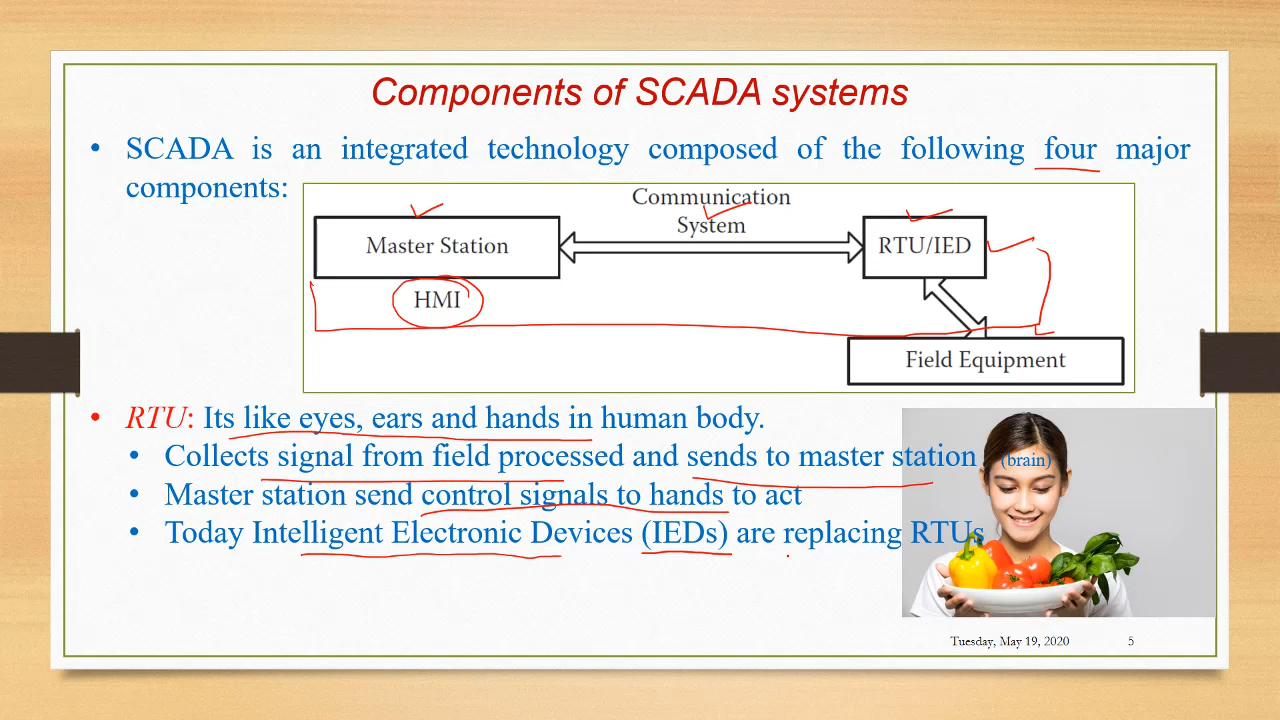 Components of SCADA systems
• SCADA is an integrated technology composed of the following four major
components:
Communication
System
Master Station
RTU/IED
HMI
Field Equipment
• RTU: Its like eyes, ears and hands in human body.
• Collects signal from field processed and sends to master station (brain)
• Master station send control signals to hands to act
• Today Intelligent Electronic Devices (IEDs) are replacing RTUs
Tuesday, May 19, 2020 5